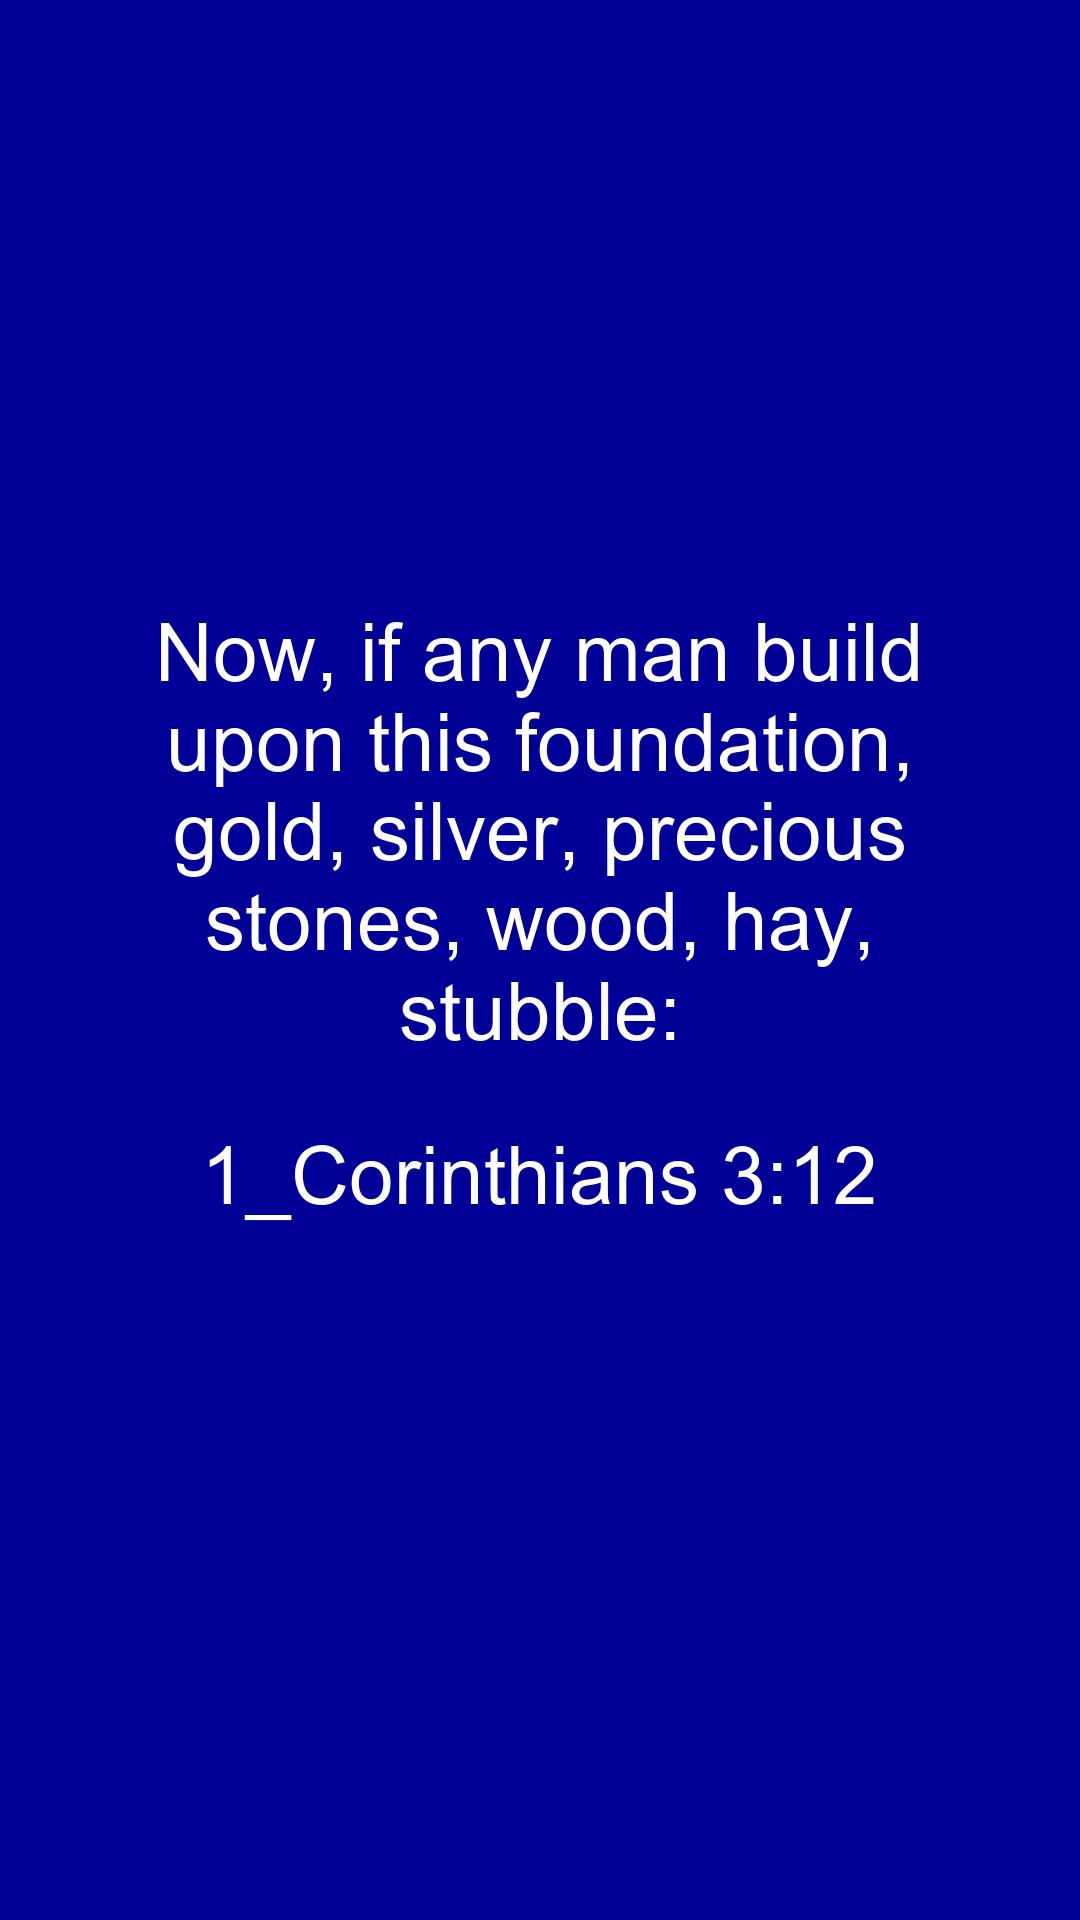 Now, if any man build
upon this foundation,
gold, silver, precious
stones, wood, hay,
stubble:
1_Corinthians 3:12